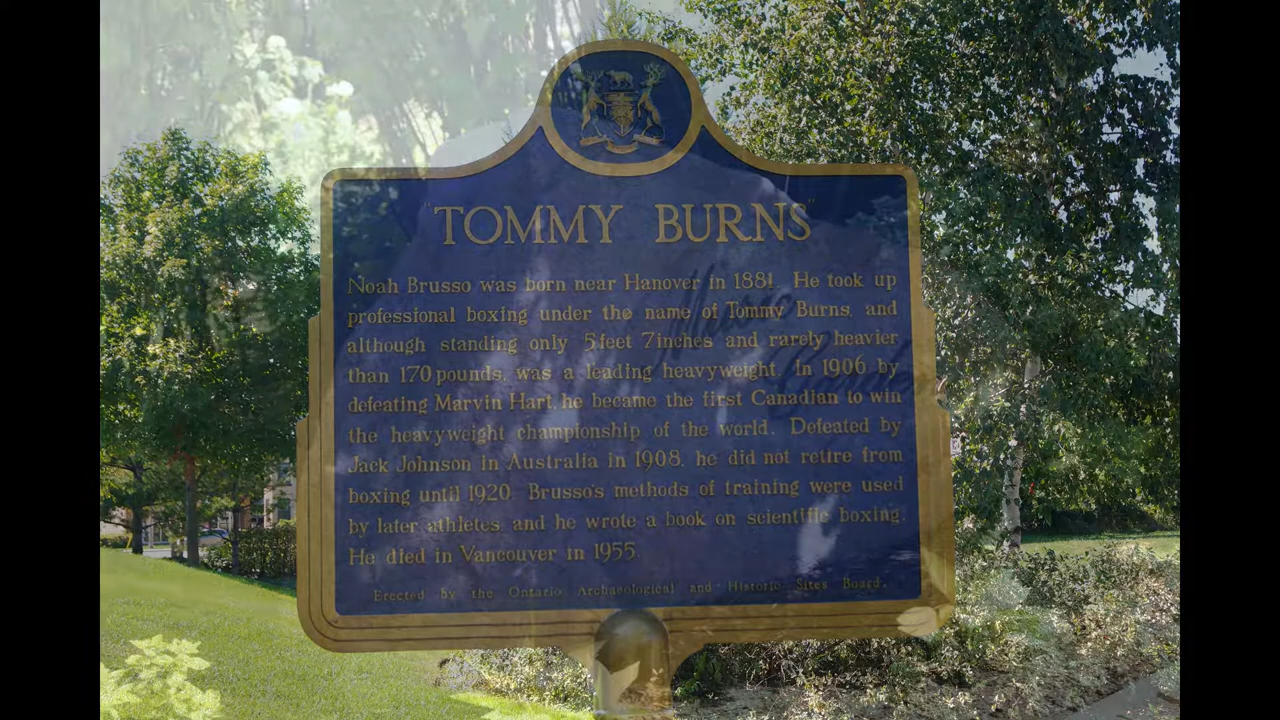 "TOMMY BURNS"
Noah Brusso was born near Hanover in 1881. He took up
professional boxing under the name of Tommy Burns, and
although standing only 5 feet 7 inches and rarely heavier
than 170 pounds, was a leading heavyweight. In 1906 by
defeating Marvin Hart, he became the first Canadian to win
the heavyweight championship of the world. Defeated by
Jack Johnson in Australia in 1908, he did not retire from
boxing until 1920. Brusso's methods of training were used
by later athletes, and he wrote a book on scientific boxing.
He died in Vancouver in 1955.
Erected by the Ontario Archaeological and Historic Sites Board.